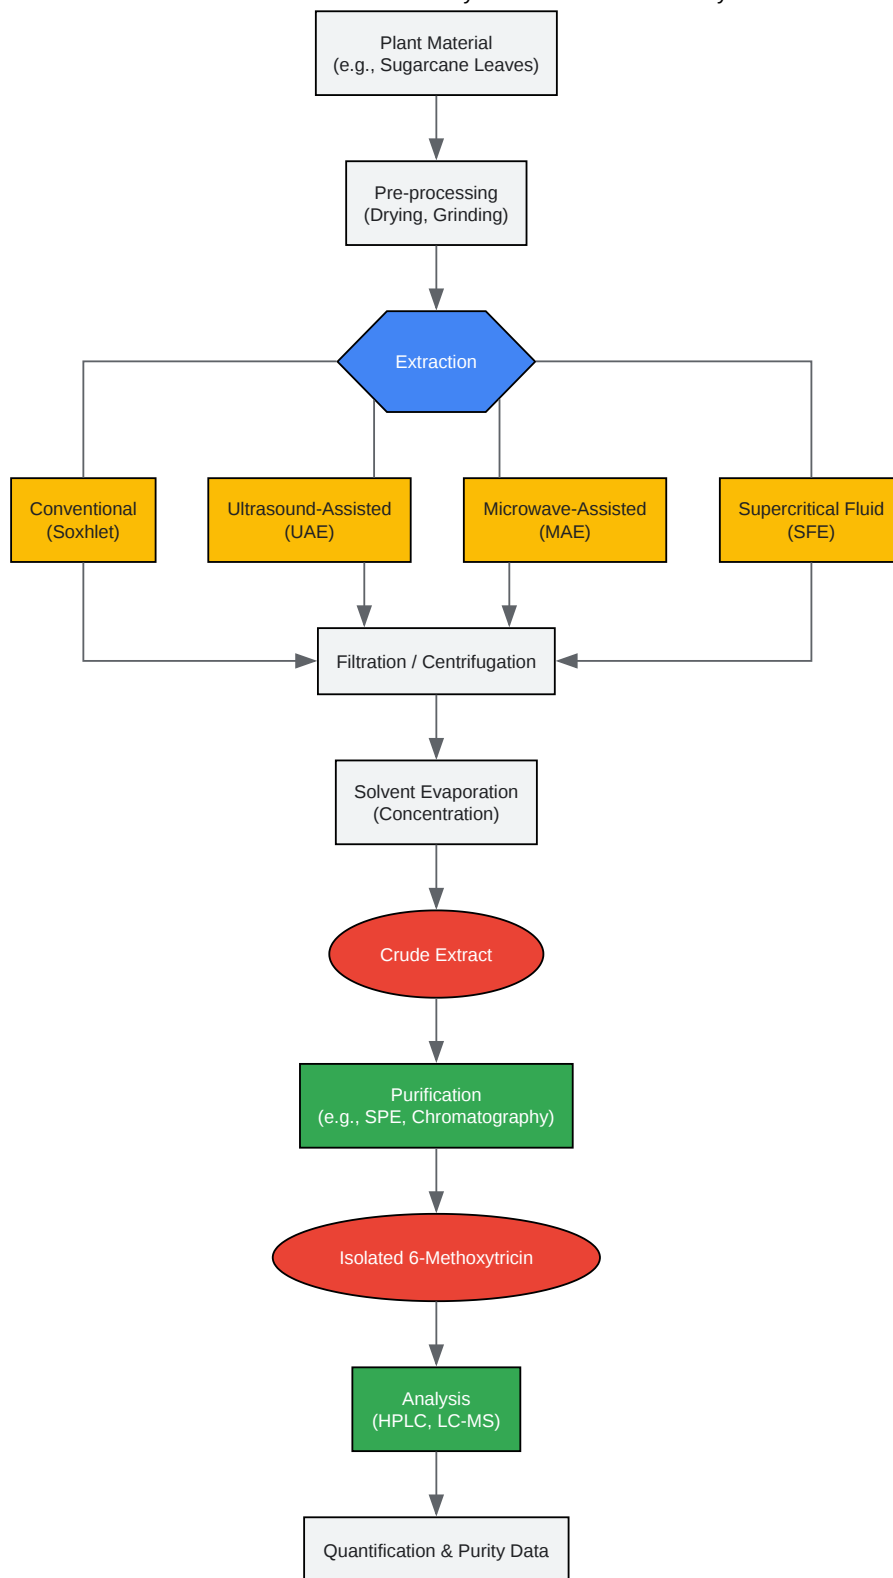 Plant Material
(e.g., Sugarcane Leaves)
Pre-processing
(Drying, Grinding)
Extraction
Conventional
(Soxhlet)
Ultrasound-Assisted
(UAE)
Microwave-Assisted
(MAE)
Supercritical Fluid
(SFE)
Filtration / Centrifugation
Solvent Evaporation
(Concentration)
Crude Extract
Purification
(e.g., SPE, Chromatography)
Isolated 6-Methoxytricin
Analysis
(HPLC, LC-MS)
Quantification & Purity Data